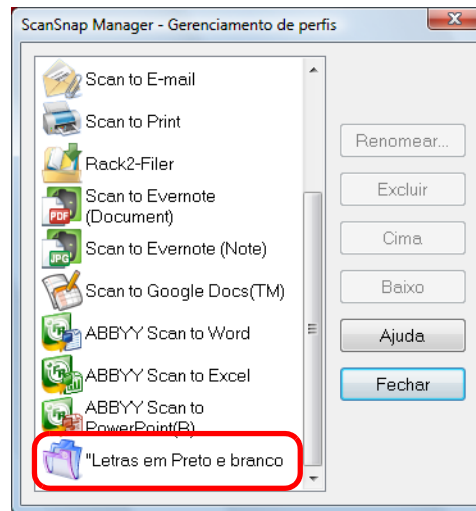 ScanSnap Manager - Gerenciamento de perfis
Scan to E-mail
Scan to Print
Rack2-Filer
Scan to Evernote
(Document)
Scan to Evernote (Note)
Scan to Google Docs(TM)
ABBYY Scan to Word
ABBYY Scan to Excel
ABBYY Scan to
PowerPoint(R)
"Letras em Preto e branco
Renomear...
Excluir
Cima
Baixo
Ajuda
Fechar